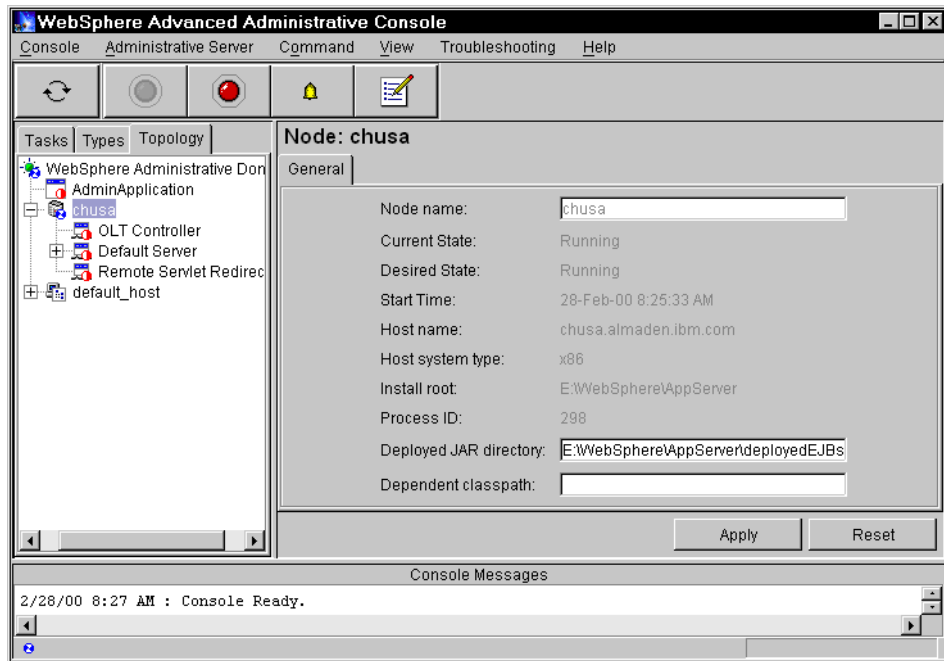 WebSphere Advanced Administrative Console
Console Administrative Server Command View Troubleshooting Help
Tasks Types Topology
WebSphere Administrative Don
AdminApplication
chusa
OLT Controller
Default Server
Remote Servlet Redirec
default_host
Node: chusa
General
Node name: chusa
Current State: Running
Desired State: Running
Start Time: 28-Feb-00 8:25:33 AM
Host name: chusa.almaden.ibm.com
Host system type: x86
Install root: E:\WebSphere\AppServer
Process ID: 298
Deployed JAR directory: E:\WebSphere\AppServer\deployedEJBs
Dependent classpath:
Apply Reset
Console Messages
2/28/00 8:27 AM : Console Ready.